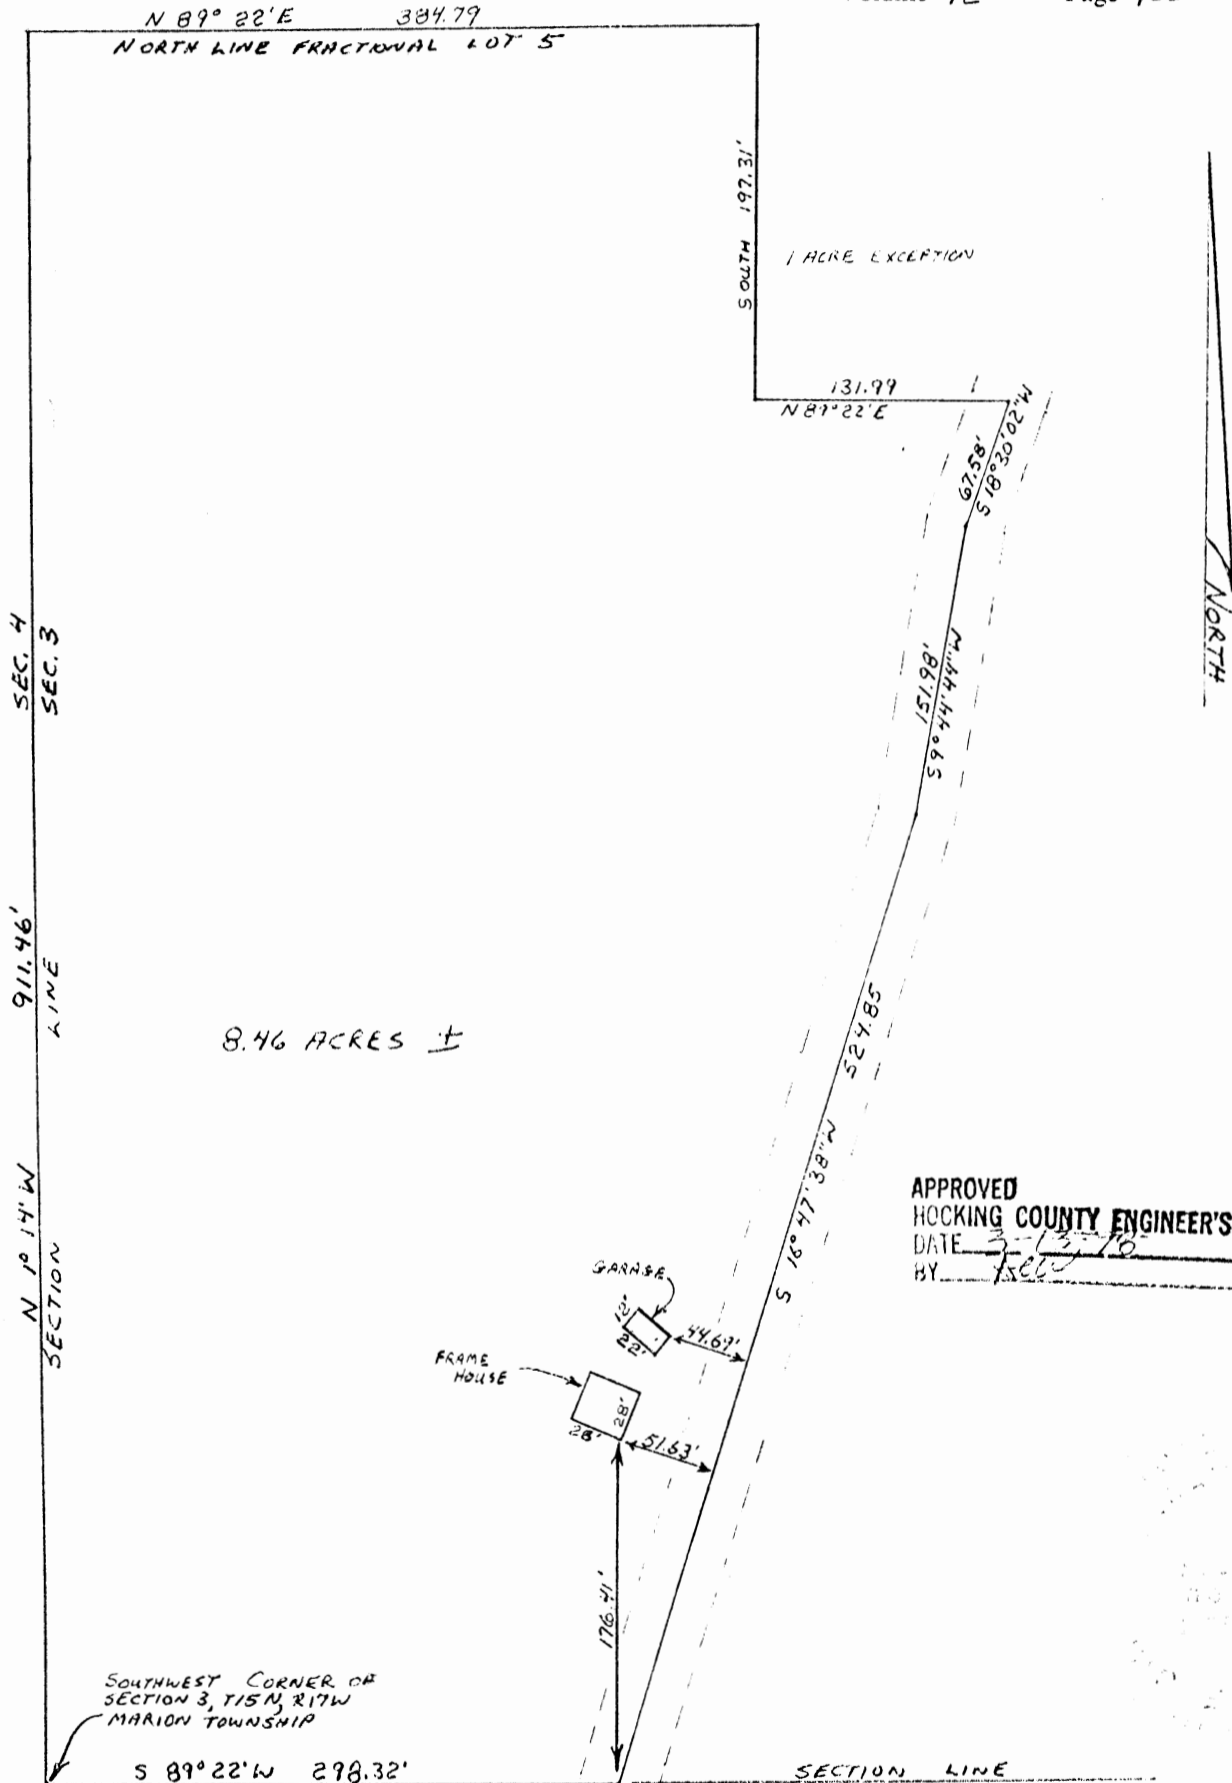 N 89° 22' E 384.79
NORTH LINE FRACTIONAL LOT 5
SOUTH 197.31'
1 ACRE EXCEPTION
131.99
N 89° 22' E
67.58'
S 18° 30' 02" W
NORTH
SEC. 4
SEC. 3
151.98'
S 9° 44' 44" W
911.46'
LINE
524.85
8.46 ACRES ±
N 1° 14' W
SECTION
S 16° 47' 38" W
APPROVED
HOCKING COUNTY ENGINEER'S
DATE
BY
GARAGE
12'
22'
44.69'
FRAME
HOUSE
28'
28'
51.63'
176.41'
SOUTHWEST CORNER OF
SECTION 3, T15N, R17W
MARION TOWNSHIP
S 89° 22' W 298.32'
SECTION LINE